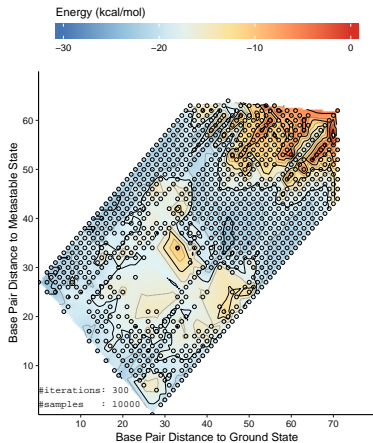 Energy (kcal/mol)
−30 −20 −10 0
Base Pair Distance to Metastable State
60
50
40
30
20
10
#iterations: 300
#samples : 10000
10 20 30 40 50 60 70
Base Pair Distance to Ground State